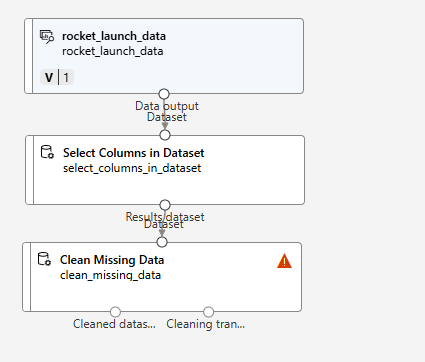 rocket_launch_data
rocket_launch_data
V 1
Data output
Dataset
Select Columns in Dataset
select_columns_in_dataset
Results dataset
Dataset
Clean Missing Data
clean_missing_data
Cleaned datas... Cleaning tran...